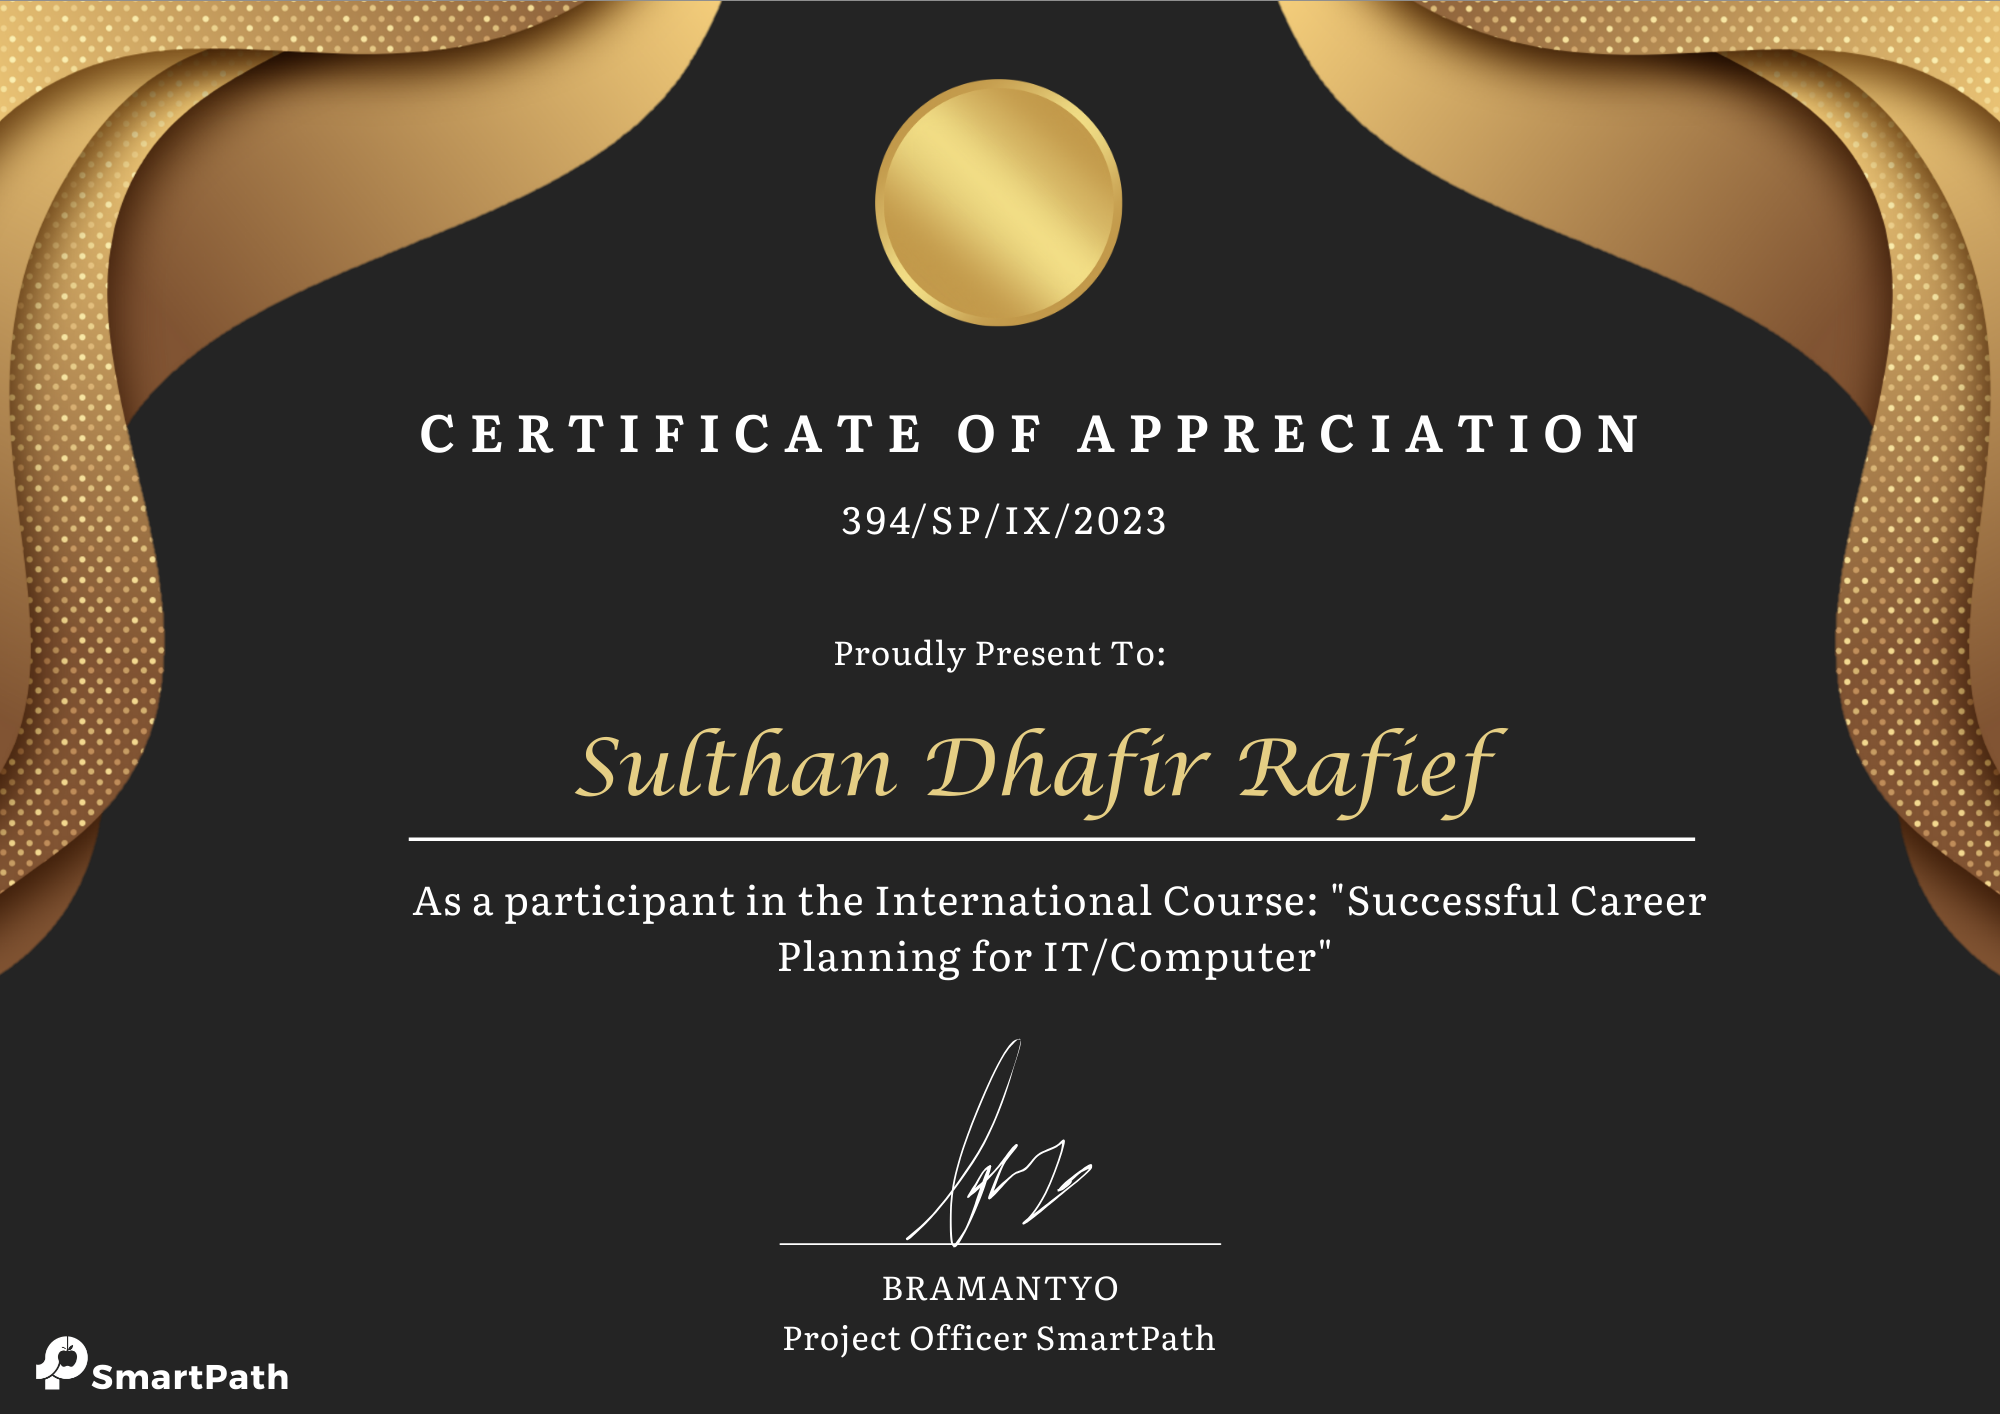 CERTIFICATE OF APPRECIATION
394/SP/IX/2023
Proudly Present To:
Sulthan Dhafir Rafief
As a participant in the International Course: "Successful Career
Planning for IT/Computer"
BRAMANTYO
Project Officer SmartPath
SmartPath